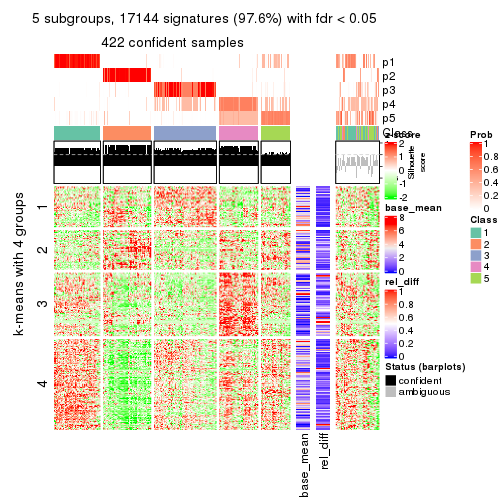 5 subgroups, 17144 signatures (97.6%) with fdr < 0.05
422 confident samples
p1
p2
p3
p4
p5
Class
z-score
2
1
0
-1
-2
Silhouette
score
base_mean
8
6
4
2
0
rel_diff
1
0.8
0.6
0.4
0.2
0
Prob
1
0.8
0.6
0.4
0.2
0
Class
1
2
3
4
5
Status (barplots)
confident
ambiguous
k-means with 4 groups
1
2
3
4
base_mean
rel_diff